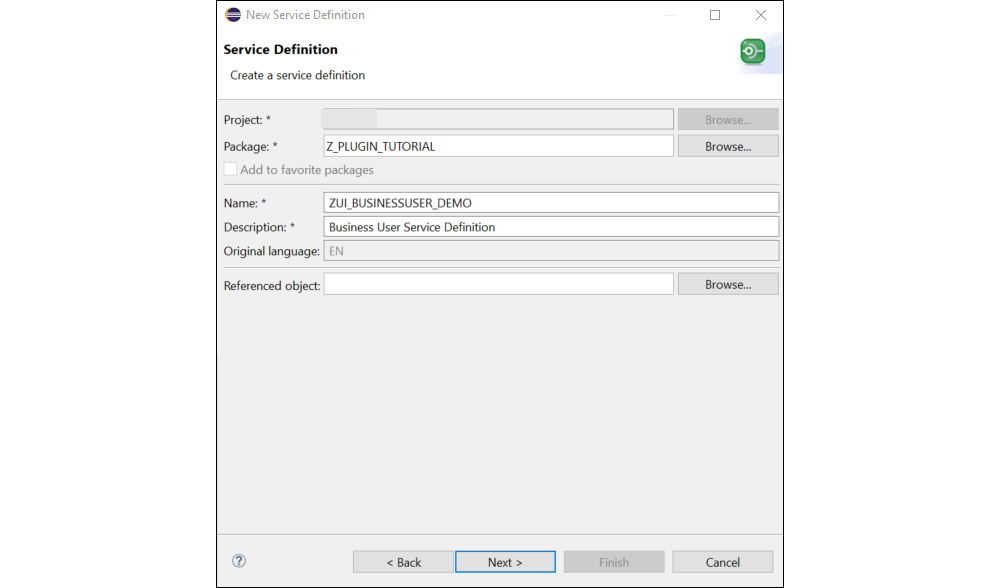 New Service Definition
Service Definition
Create a service definition
Project: *
Browse...
Package: * Z_PLUGIN_TUTORIAL Browse...
Add to favorite packages
Name: * ZUI_BUSINESSUSER_DEMO
Description: * Business User Service Definition
Original language: EN
Referenced object: Browse...
? < Back Next > Finish Cancel